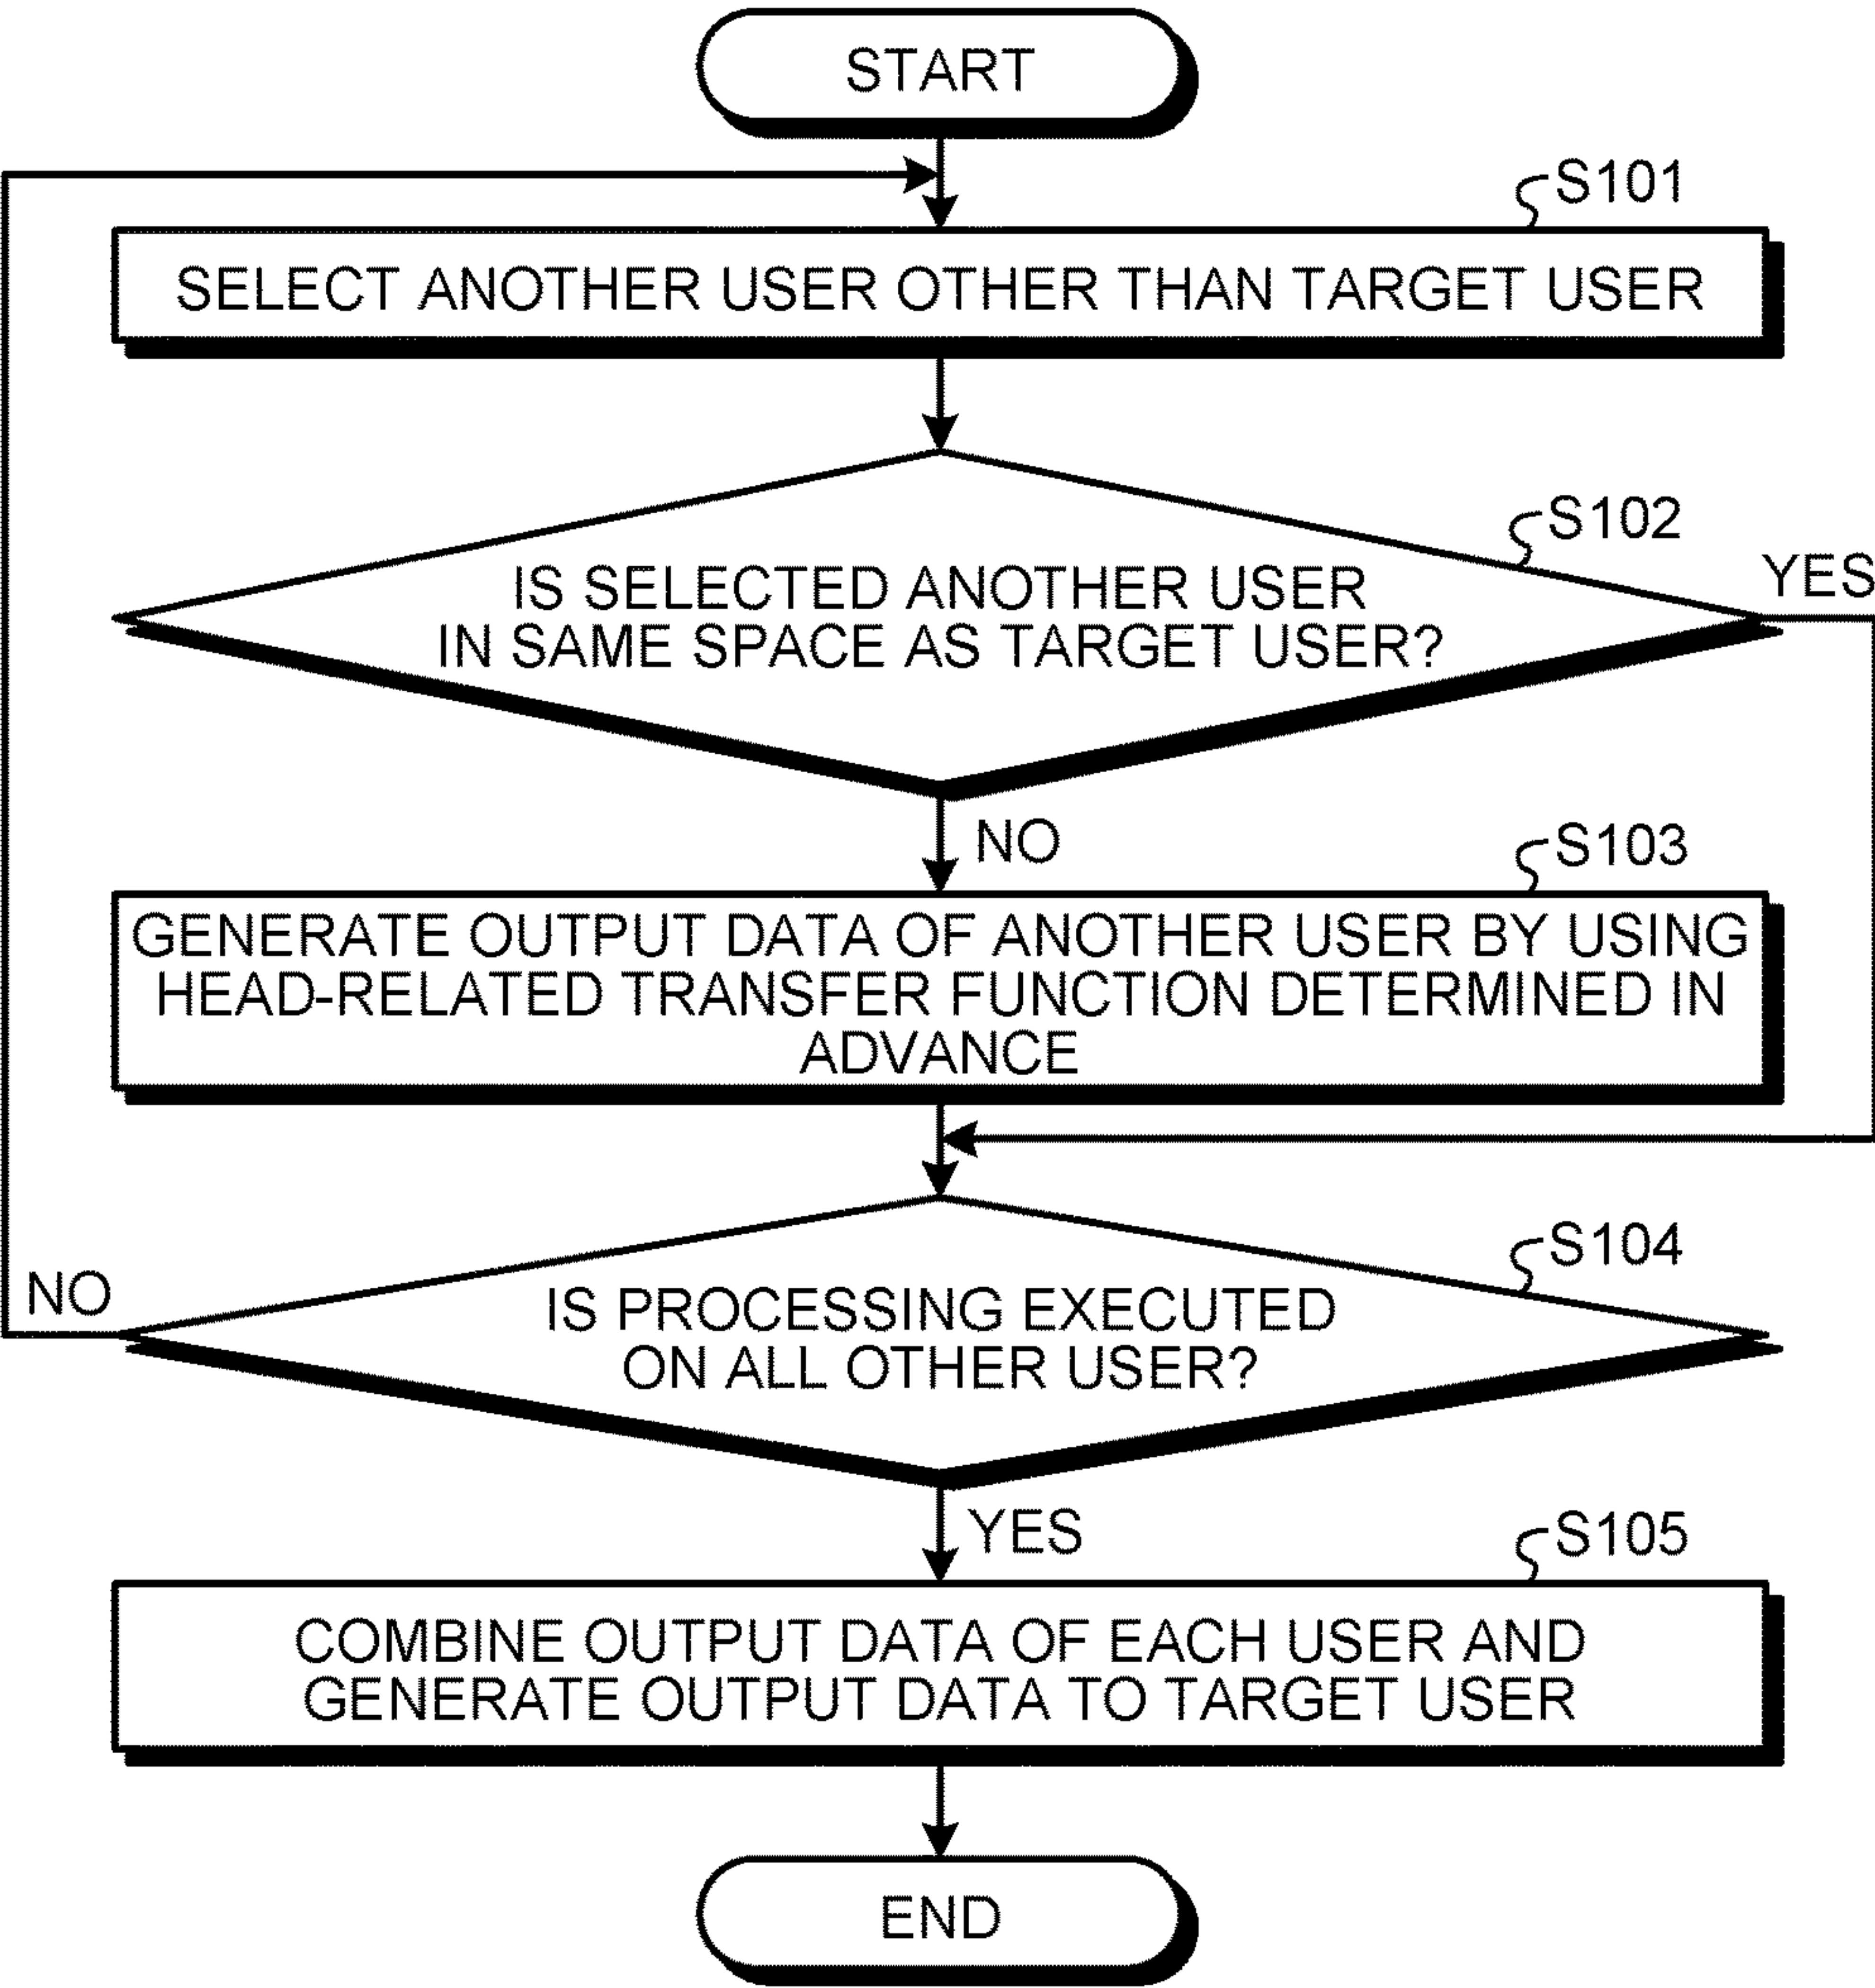 START
S101
SELECT ANOTHER USER OTHER THAN TARGET USER
S102
YES
IS SELECTED ANOTHER USER
IN SAME SPACE AS TARGET USER?
NO
S103
GENERATE OUTPUT DATA OF ANOTHER USER BY USING
HEAD-RELATED TRANSFER FUNCTION DETERMINED IN
ADVANCE
S104
NO
IS PROCESSING EXECUTED
ON ALL OTHER USER?
YES
S105
COMBINE OUTPUT DATA OF EACH USER AND
GENERATE OUTPUT DATA TO TARGET USER
END